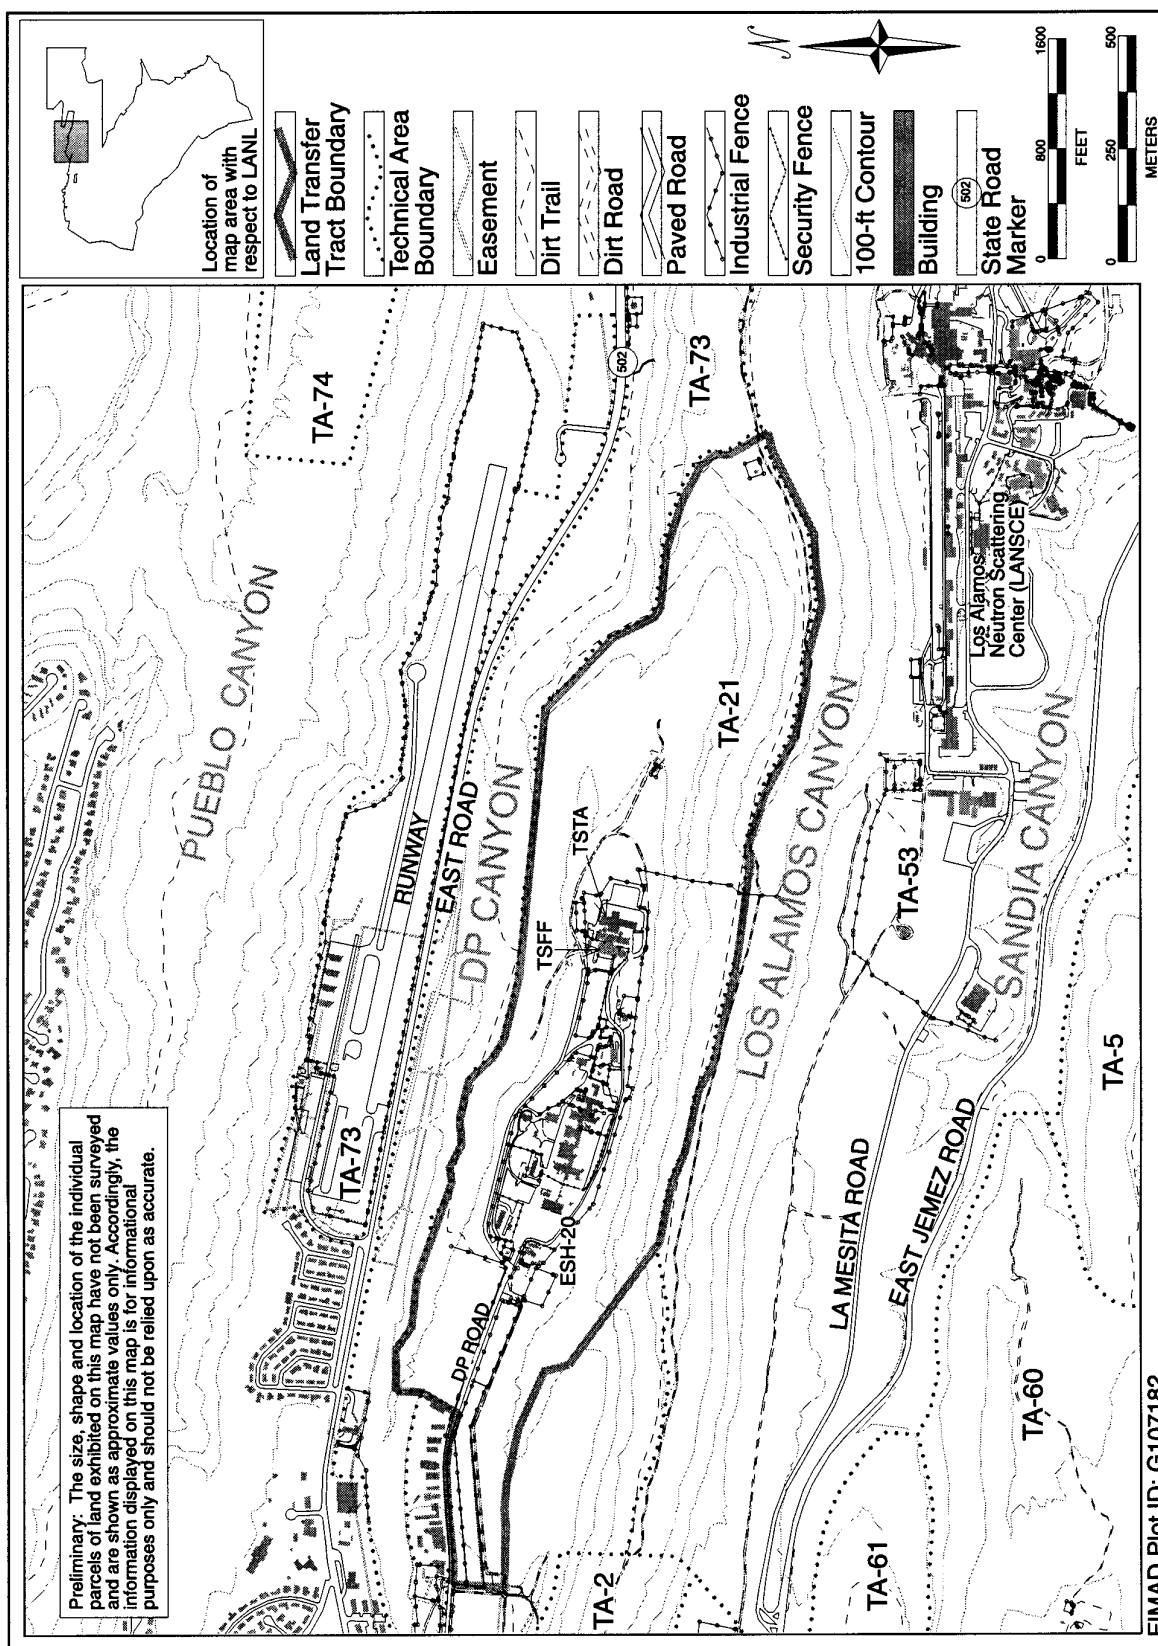 Preliminary: The size, shape and location of the individual
parcels of land exhibited on this map have not been surveyed
and are shown as approximate values only. Accordingly, the
information displayed on this map is for informational
purposes only and should not be relied upon as accurate.
PUEBLO CANYON
TA-74
TA-73
RUNWAY
EAST ROAD
502
DP CANYON
TA-73
TSFF
TSTA
DP ROAD
ESH-20
TA-21
LOS ALAMOS CANYON
TA-2
TA-53
LA MESITA ROAD
EAST JEMEZ ROAD
SANDIA CANYON
Los Alamos
Neutron Scattering
Center (LANSCE)
TA-61
TA-60
TA-5
Location of
map area with
respect to LANL
Land Transfer
Tract Boundary
Technical Area
Boundary
Easement
Dirt Trail
Dirt Road
Paved Road
Industrial Fence
Security Fence
100-ft Contour
Building
502
State Road
Marker
N
0 800 1600
FEET
0 250 500
METERS
FIMAD Plot ID: G107182